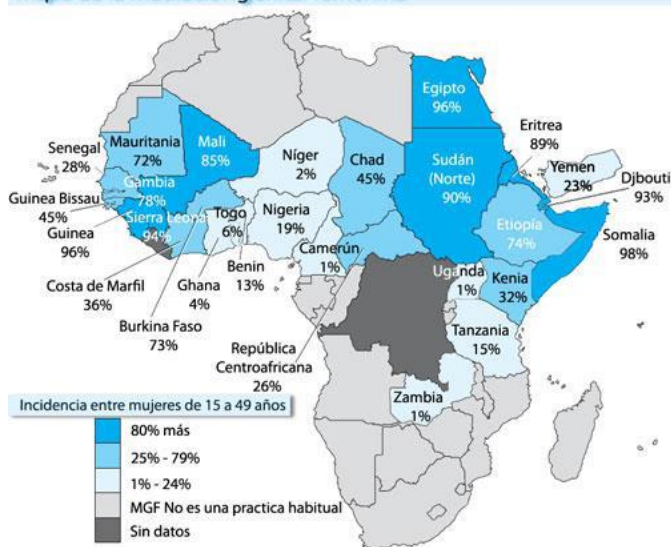 Egipto
96%
Eritrea
89%
Senegal
28%
Mauritania
72%
Mali
85%
Níger
2%
Chad
45%
Sudán
(Norte)
90%
Yemen
23%
Djibouti
93%
Guinea Bissau
45%
Gambia
78%
Guinea
96%
Sierra Leona
94%
Togo
6%
Nigeria
19%
Etiopía
74%
Somalia
98%
Camerún
1%
Uganda
1%
Kenia
32%
Costa de Marfil
36%
Ghana
4%
Benin
13%
Burkina Faso
73%
República
Centroafricana
26%
Tanzania
15%
Zambia
1%
Incidencia entre mujeres de 15 a 49 años
80% más
25% - 79%
1% - 24%
MGF No es una practica habitual
Sin datos